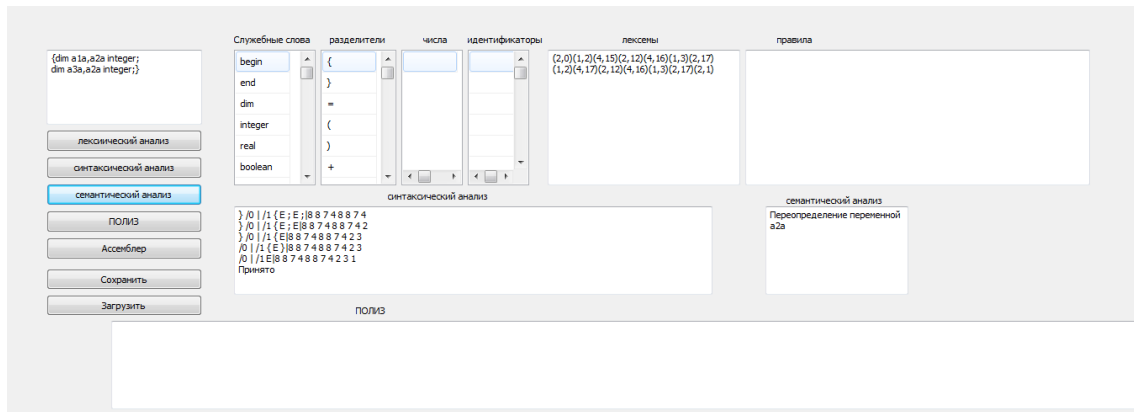 Служебные слова разделители числа идентификаторы лексемы правила
{dim a1a,a2a integer;
dim a3a,a2a integer;}
begin
end
dim
integer
real
boolean
{
}
=
(
)
+
(2,0)(1,2)(4,15)(2,12)(4,16)(1,3)(2,17)
(1,2)(4,17)(2,12)(4,16)(1,3)(2,17)(2,1)
лексиический анализ
синтаксический анализ
семантический анализ
ПОЛИЗ
Ассемблер
Сохранить
Загрузить
синтаксический анализ
} /0 | /1 { E ; E ;|8 8 7 4 8 8 7 4
} /0 | /1 { E ; E|8 8 7 4 8 8 7 4 2
} /0 | /1 { E|8 8 7 4 8 8 7 4 2 3
/0 | /1 { E }|8 8 7 4 8 8 7 4 2 3
/0 | /1 E|8 8 7 4 8 8 7 4 2 3 1
Принято
семантический анализ
Переопределение переменной
a2a
ПОЛИЗ